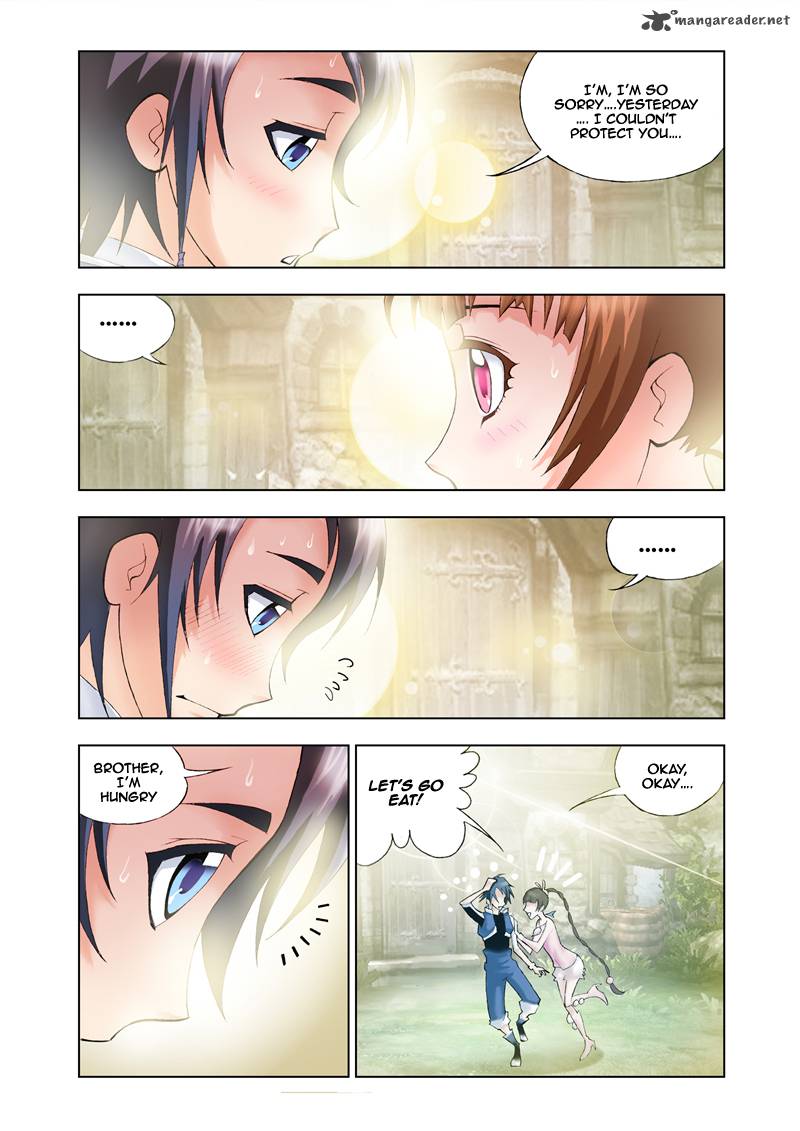 mangareader.net
I'M, I'M SO
SORRY....YESTERDAY
.... I COULDN'T
PROTECT YOU....
......
......
BROTHER,
I'M
HUNGRY
LET'S GO
EAT!
OKAY,
OKAY....